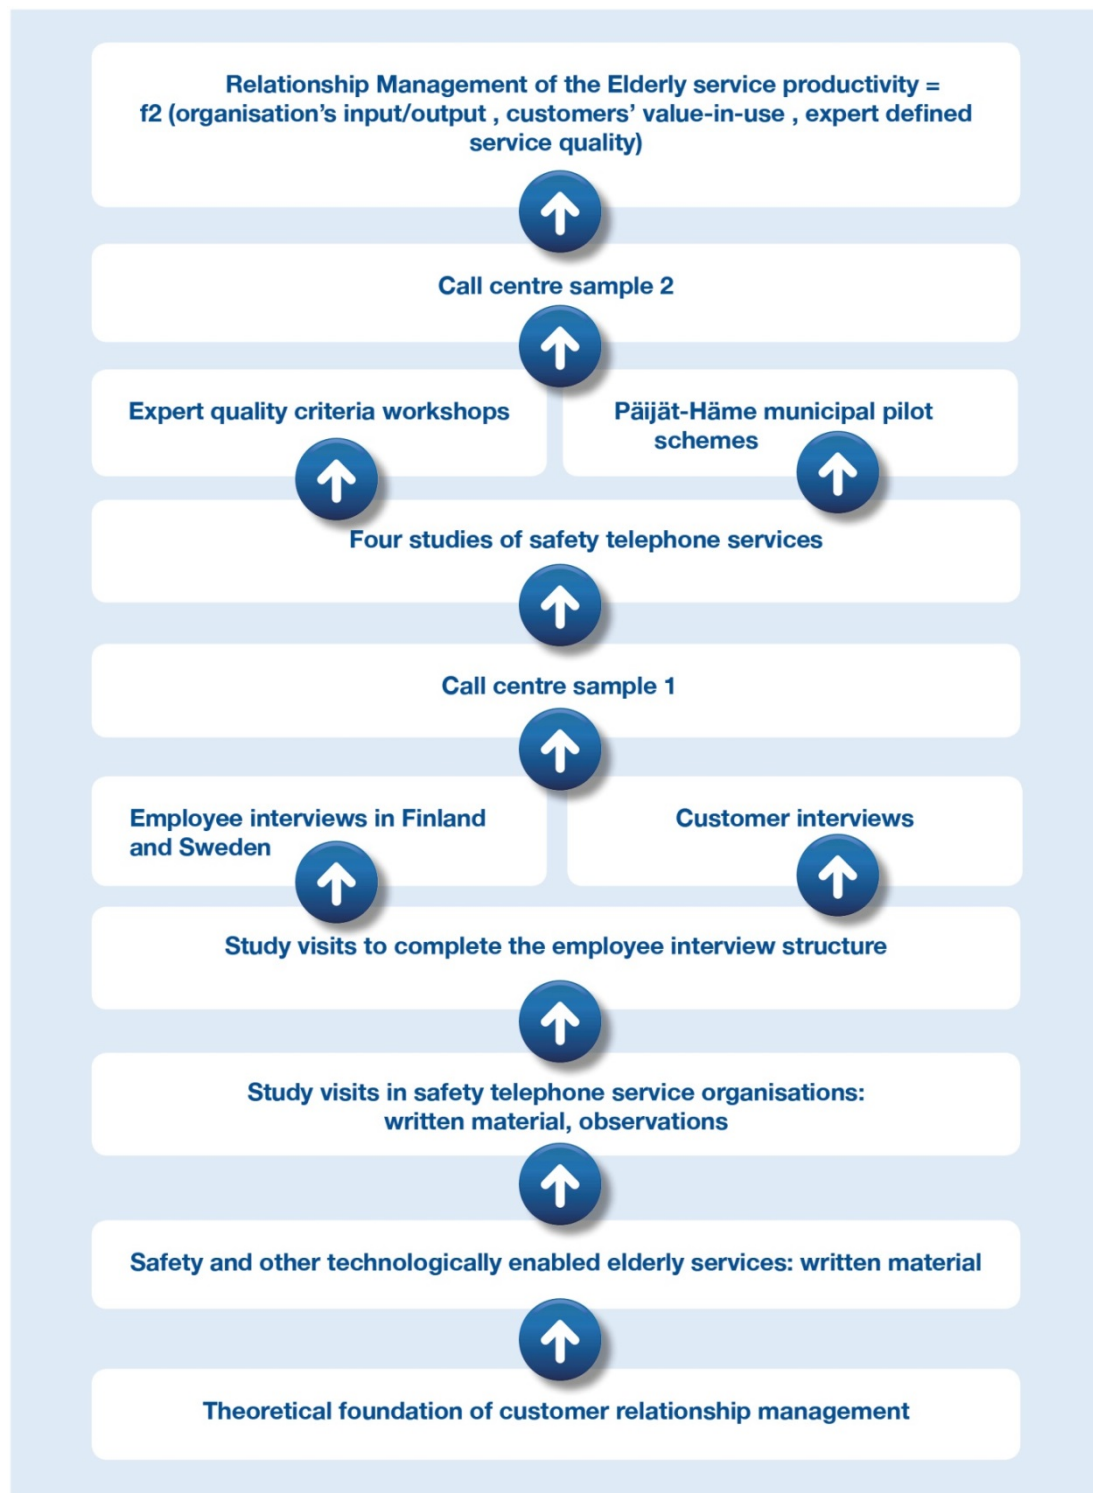 Relationship Management of the Elderly service productivity =
f2 (organisation's input/output , customers' value-in-use , expert defined
service quality)
Call centre sample 2
Expert quality criteria workshops
Päijät-Häme municipal pilot
schemes
Four studies of safety telephone services
Call centre sample 1
Employee interviews in Finland
and Sweden
Customer interviews
Study visits to complete the employee interview structure
Study visits in safety telephone service organisations:
written material, observations
Safety and other technologically enabled elderly services: written material
Theoretical foundation of customer relationship management